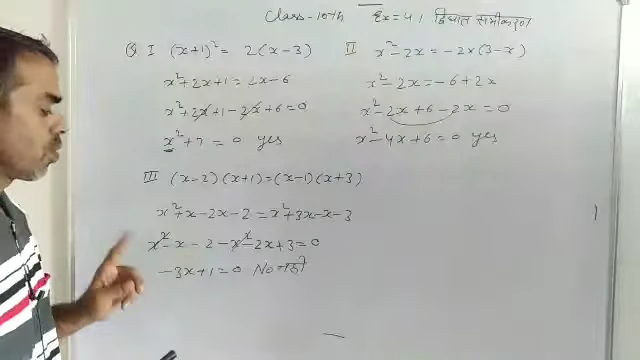 Class-10th Ex=4.1 द्विघात समीकरण
Q I (x+1)² = 2(x-3)
x²+2x+1=2x-6
x²+2x+1-2x+6=0
x²+7=0 yes
II x²-2x=-2x(3-x)
x²-2x=-6+2x
x²-2x+6-2x=0
x²-4x+6=0 yes
III (x-2)(x+1)=(x-1)(x+3)
x²+x-2x-2=x²+3x-x-3
x²-x-2-x²-2x+3=0
-3x+1=0 No नहीं